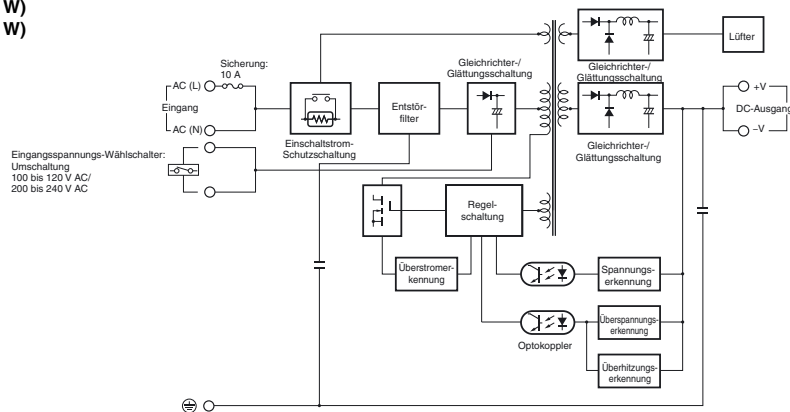 W)
W)
Sicherung:
10 A
AC (L)
Eingang
AC (N)
Einschaltstrom-
Schutzschaltung
Entstör-
filter
Gleichrichter-/
Glättungsschaltung
Gleichrichter-/
Glättungsschaltung
Lüfter
Gleichrichter-/
Glättungsschaltung
+V
DC-Ausgang
–V
Eingangsspannungs-Wählschalter:
Umschaltung
100 bis 120 V AC/
200 bis 240 V AC
Regel-
schaltung
Überstromer-
kennung
Spannungs-
erkennung
Überspannungs-
erkennung
Optokoppler
Überhitzungs-
erkennung